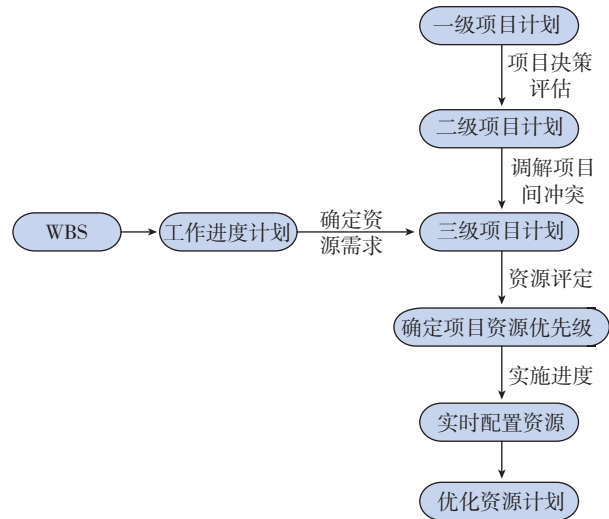 一级项目计划
项目决策
评估
二级项目计划
调解项目
间冲突
WBS
工作进度计划
确定资
源需求
三级项目计划
资源评定
确定项目资源优先级
实施进度
实时配置资源
优化资源计划